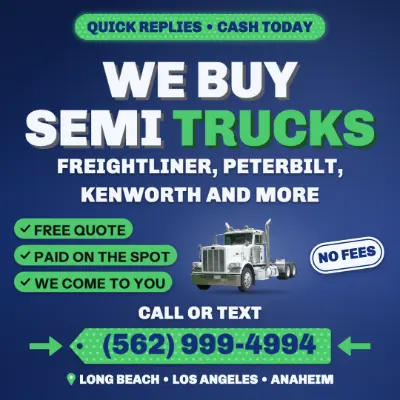 QUICK REPLIES • CASH TODAY
WE BUY
SEMI TRUCKS
FREIGHTLINER, PETERBILT,
KENWORTH AND MORE
FREE QUOTE
PAID ON THE SPOT
WE COME TO YOU
NO FEES
CALL OR TEXT
(562) 999-4994
LONG BEACH • LOS ANGELES • ANAHEIM